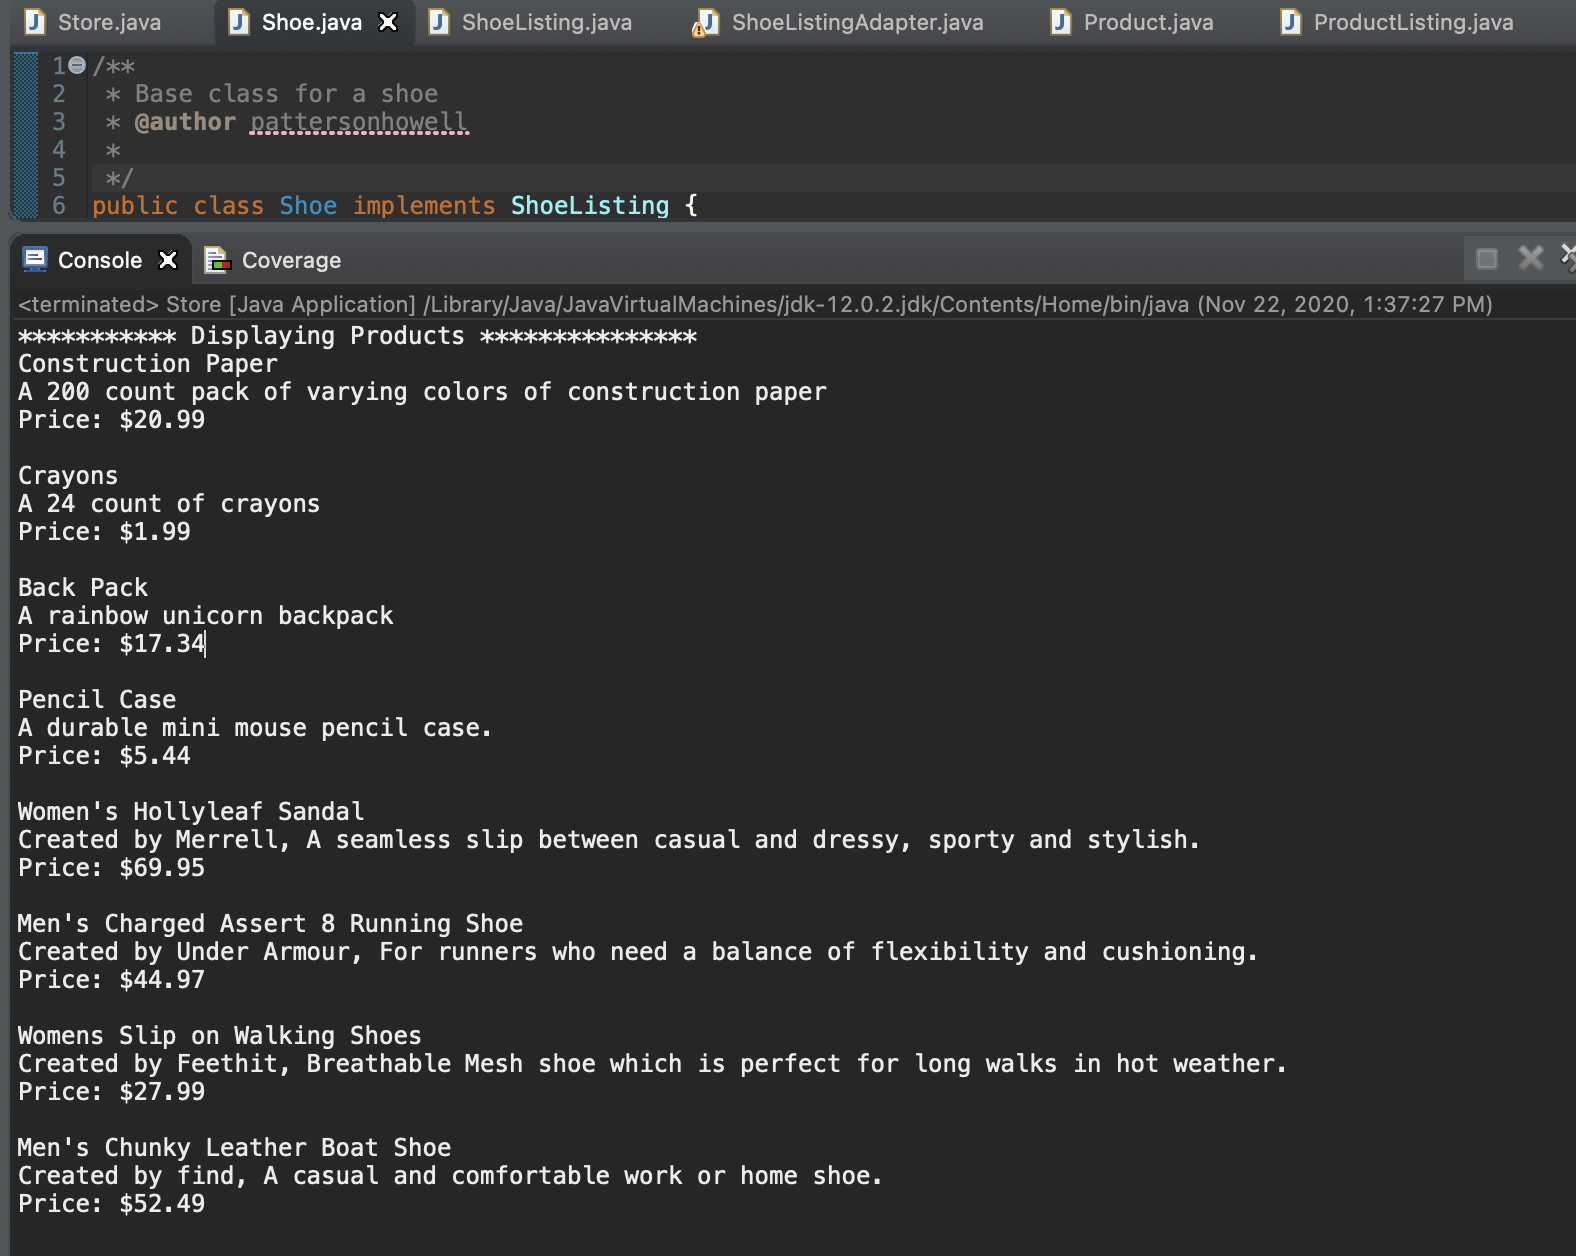 Store.java Shoe.java ShoeListing.java ShoeListingAdapter.java Product.java ProductListing.java
1 /**
2 * Base class for a shoe
3 * @author pattersonhowell
4 *
5 */
6 public class Shoe implements ShoeListing {
Console Coverage
<terminated> Store [Java Application] /Library/Java/JavaVirtualMachines/jdk-12.0.2.jdk/Contents/Home/bin/java (Nov 22, 2020, 1:37:27 PM)
*********** Displaying Products ***************
Construction Paper
A 200 count pack of varying colors of construction paper
Price: $20.99
Crayons
A 24 count of crayons
Price: $1.99
Back Pack
A rainbow unicorn backpack
Price: $17.34
Pencil Case
A durable mini mouse pencil case.
Price: $5.44
Women's Hollyleaf Sandal
Created by Merrell, A seamless slip between casual and dressy, sporty and stylish.
Price: $69.95
Men's Charged Assert 8 Running Shoe
Created by Under Armour, For runners who need a balance of flexibility and cushioning.
Price: $44.97
Womens Slip on Walking Shoes
Created by Feethit, Breathable Mesh shoe which is perfect for long walks in hot weather.
Price: $27.99
Men's Chunky Leather Boat Shoe
Created by find, A casual and comfortable work or home shoe.
Price: $52.49